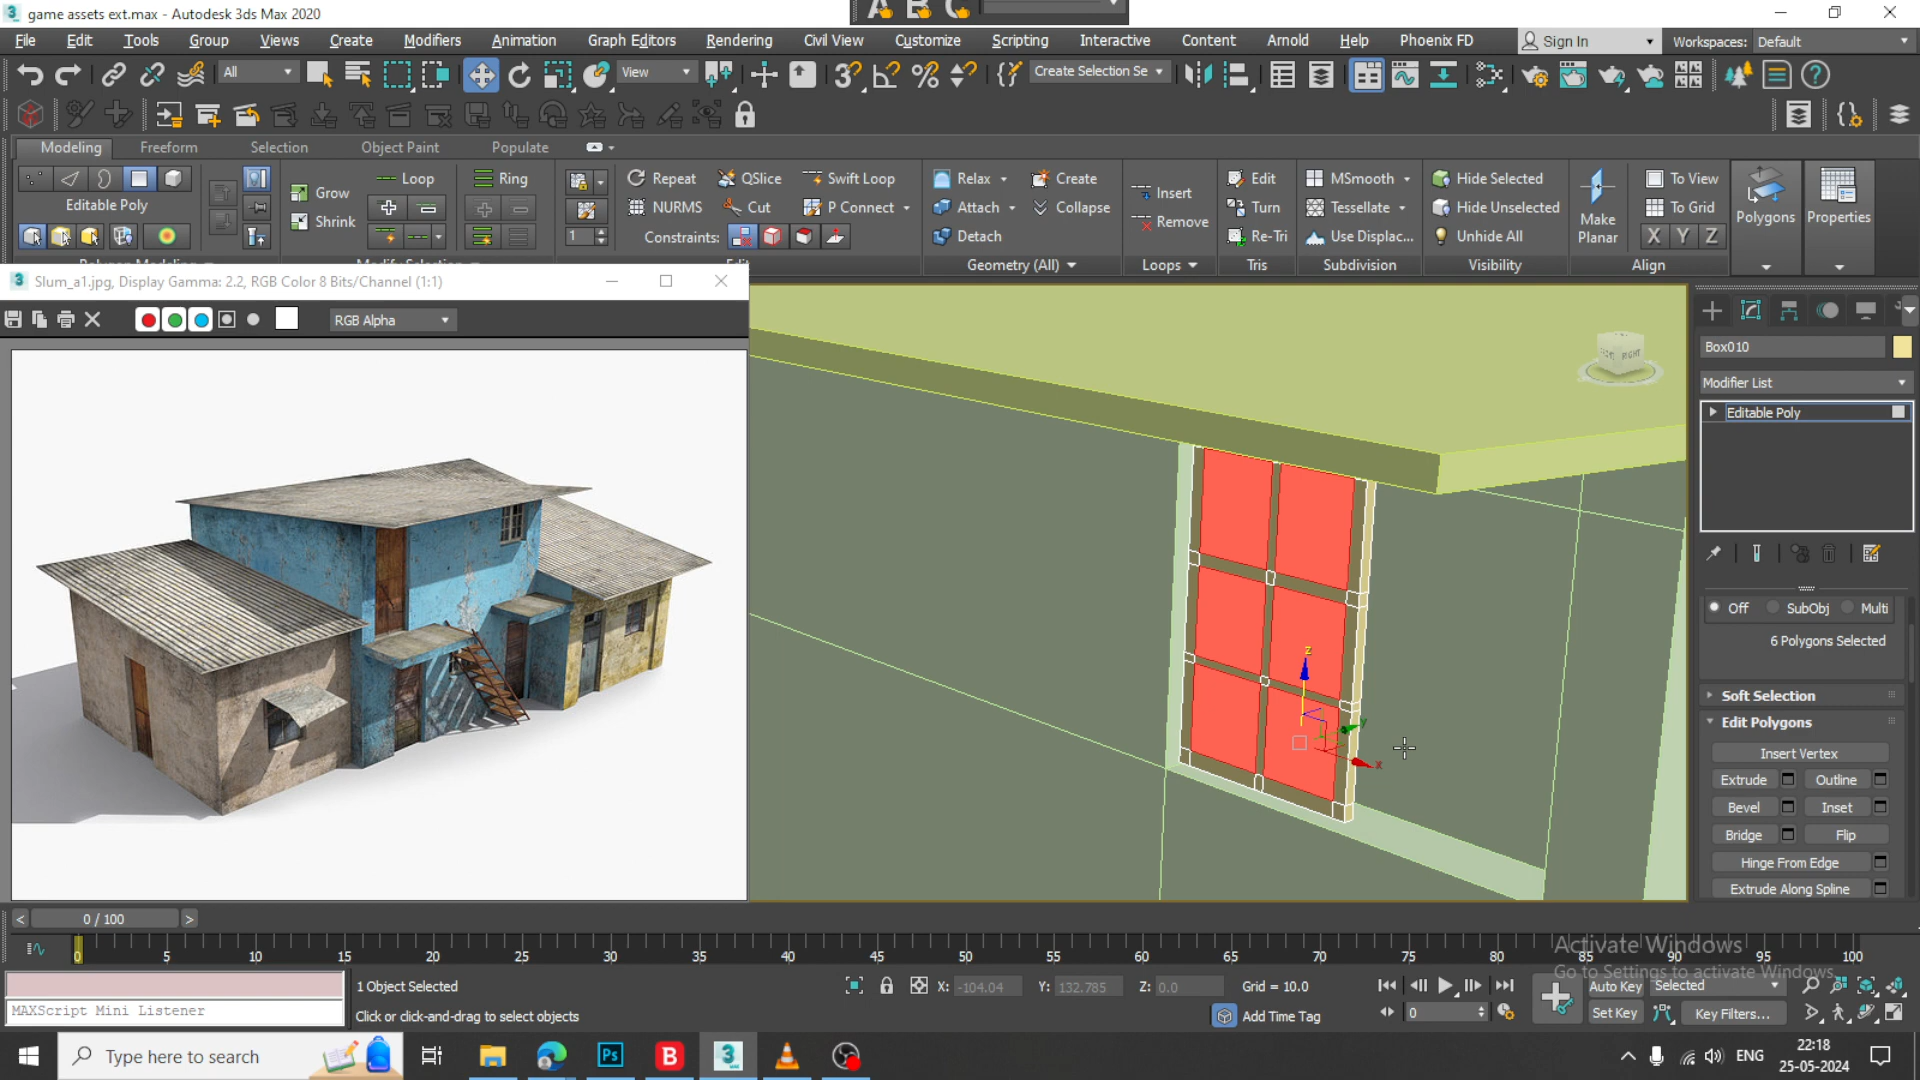 game assets ext.max - Autodesk 3ds Max 2020
File Edit Tools Group Views Create Modifiers Animation Graph Editors Rendering Civil View Customize Scripting Interactive Content Arnold Help Phoenix FD Sign In Workspaces: Default
All View Create Selection Se
Modeling Freeform Selection Object Paint Populate
Editable Poly
Grow Shrink
Loop
Ring
1
Repeat QSlice Swift Loop
NURMS Cut P Connect
Constraints:
Relax Create
Attach Collapse
Detach
Insert
Remove
Edit
Turn
Re-Tri
MSmooth
Tessellate
Use Displac...
Hide Selected
Hide Unselected
Unhide All
Make Planar
To View
To Grid
X Y Z
Polygons
Properties
Geometry (All) Loops Tris Subdivision Visibility Align
Slum_a1.jpg, Display Gamma: 2.2, RGB Color 8 Bits/Channel (1:1)
RGB Alpha
RIGHT
z
y
x
Box010
Modifier List
Editable Poly
Off SubObj Multi
6 Polygons Selected
Soft Selection
Edit Polygons
Insert Vertex
Extrude Outline
Bevel Inset
Bridge Flip
Hinge From Edge
Extrude Along Spline
< 0 / 100 >
0 5 10 15 20 25 30 35 40 45 50 55 60 65 70 75 80 85 90 95 100
Activate Windows
Go to Settings to activate Windows.
MAXScript Mini Listener
1 Object Selected
Click or click-and-drag to select objects
X: -104.04 Y: 132.785 Z: 0.0 Grid = 10.0
Add Time Tag
0
Auto Key Selected
Set Key Key Filters...
Type here to search
Ps
B
3
ENG
22:18
25-05-2024